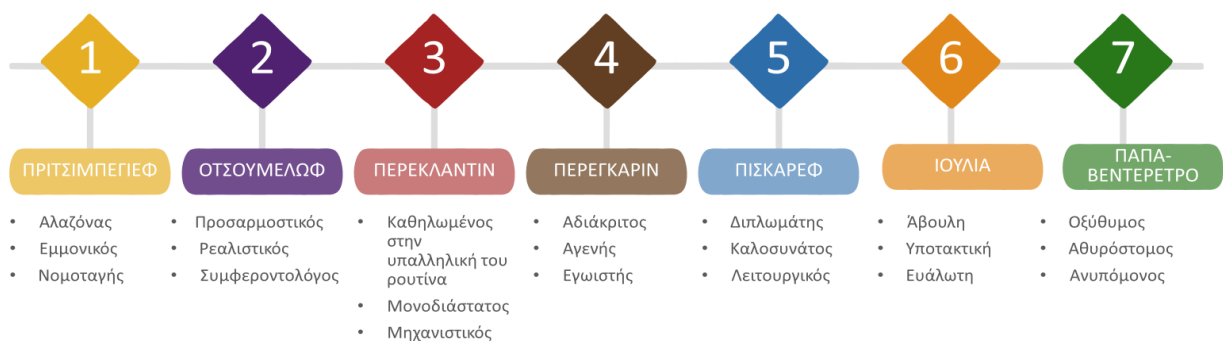 1
2
3
4
5
6
7
ΠΡΙΤΣΙΜΠΕΓΙΕΦ
ΟΤΣΟΥΜΕΛΩΦ
ΠΕΡΕΚΛΑΝΤΙΝ
ΠΕΡΕΓΚΑΡΙΝ
ΠΙΣΚΑΡΕΦ
ΙΟΥΛΙΑ
ΠΑΠΑ-
ΒΕΝΤΕΡΕΤΡΟ
• Αλαζόνας
• Εμμονικός
• Νομοταγής
• Προσαρμοστικός
• Ρεαλιστικός
• Συμφεροντολόγος
• Καθηλωμένος
στην
υπαλληλική του
ρουτίνα
• Μονοδιάστατος
• Μηχανιστικός
• Αδιάκριτος
• Αγενής
• Εγωιστής
• Διπλωμάτης
• Καλοσυνάτος
• Λειτουργικός
• Άβουλη
• Υποτακτική
• Ευάλωτη
• Οξύθυμος
• Αθυρόστομος
• Ανυπόμονος